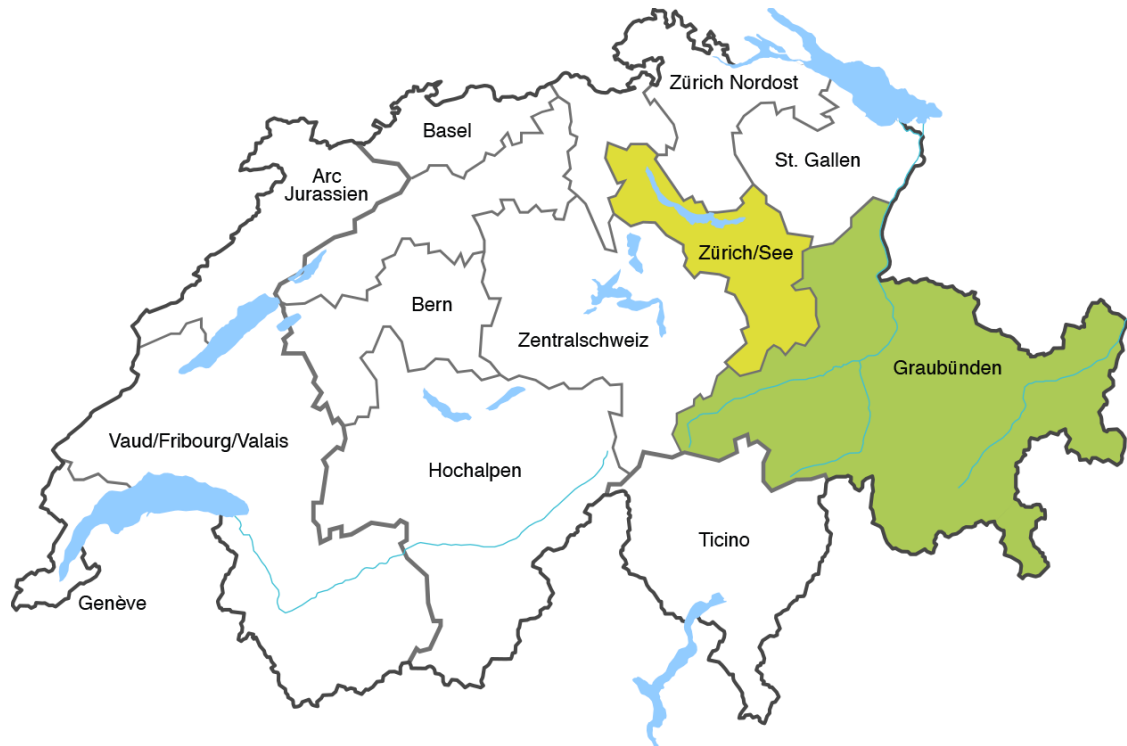 Zürich Nordost
Basel
St. Gallen
Arc
Jurassien
Zürich/See
Bern
Zentralschweiz
Graubünden
Vaud/Fribourg/Valais
Hochalpen
Ticino
Genève